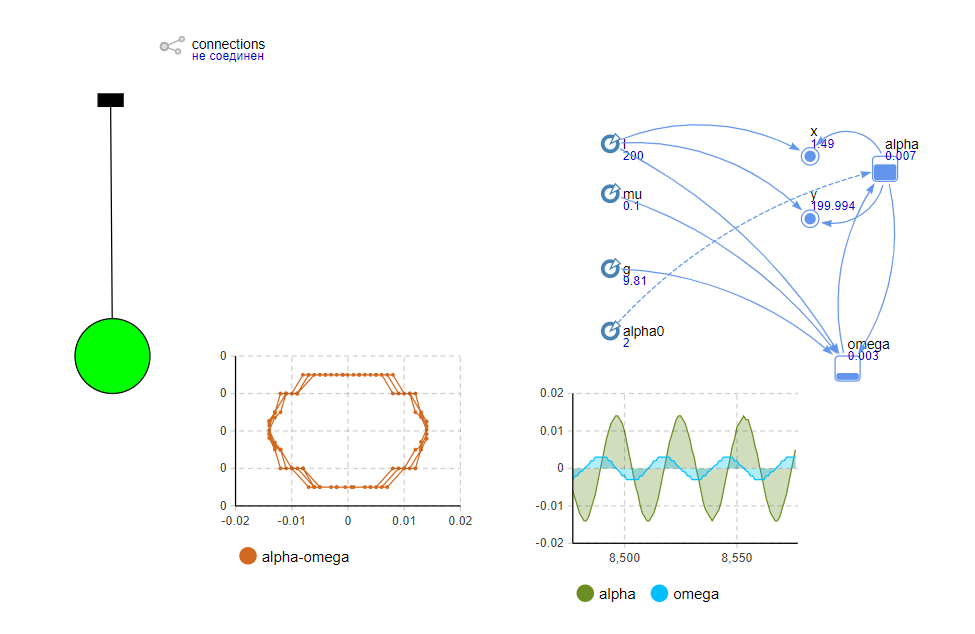 connections
не соединен
l
200
mu
0.1
g
9.81
alpha0
2
x
1.49
y
199.994
alpha
0.007
omega
0.003
0
0
0
0
0
-0.02
-0.01
0
0.01
0.02
alpha-omega
0.02
0.01
0
-0.01
-0.02
8,500
8,550
alpha
omega